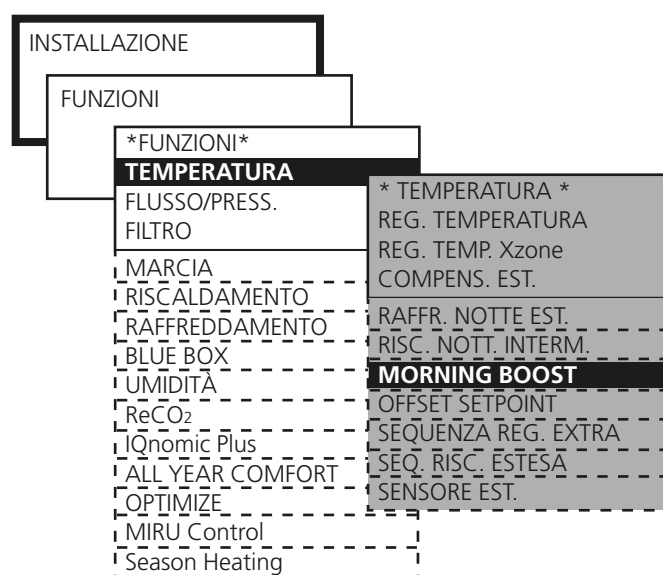 INSTALLAZIONE
FUNZIONI
*FUNZIONI*
TEMPERATURA
FLUSSO/PRESS.
FILTRO
MARCIA
RISCALDAMENTO
RAFFREDDAMENTO
BLUE BOX
UMIDITÀ
ReCO2
IQnomic Plus
ALL YEAR COMFORT
OPTIMIZE
MIRU Control
Season Heating
* TEMPERATURA *
REG. TEMPERATURA
REG. TEMP. Xzone
COMPENS. EST.
RAFFR. NOTTE EST.
RISC. NOTT. INTERM.
MORNING BOOST
OFFSET SETPOINT
SEQUENZA REG. EXTRA
SEQ. RISC. ESTESA
SENSORE EST.